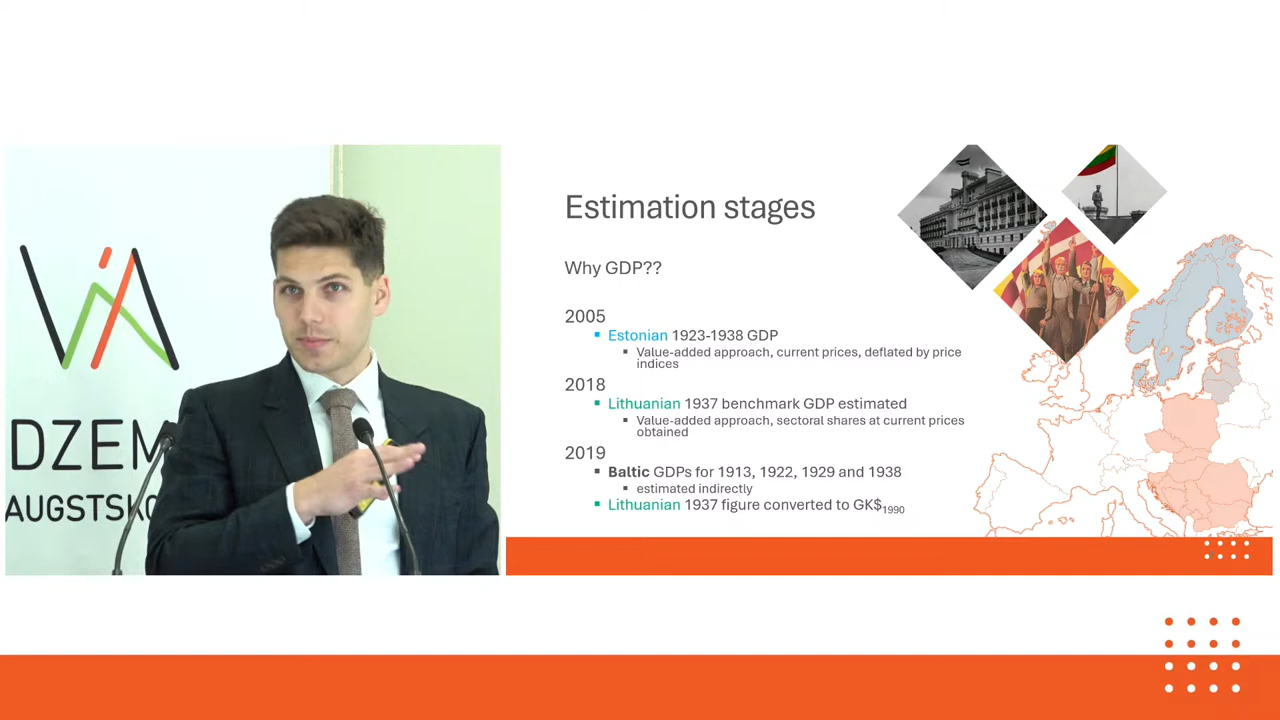 ViA
DZEM
AUGSTSKO
Estimation stages
Why GDP??
2005
Estonian 1923-1938 GDP
Value-added approach, current prices, deflated by price
indices
2018
Lithuanian 1937 benchmark GDP estimated
Value-added approach, sectoral shares at current prices
obtained
2019
Baltic GDPs for 1913, 1922, 1929 and 1938
estimated indirectly
Lithuanian 1937 figure converted to GK$1990